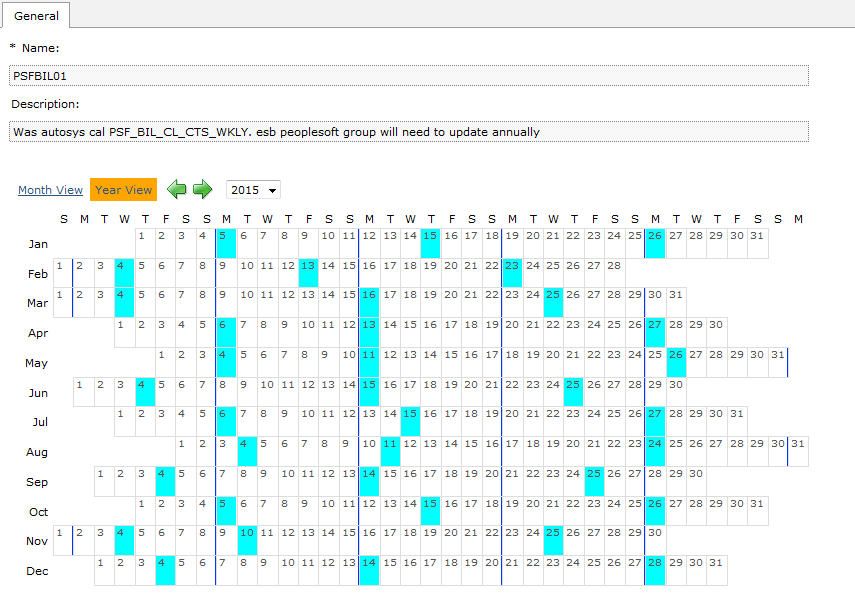 General
* Name:
PSFBIL01
Description:
Was autosys cal PSF_BIL_CL_CTS_WKLY. esb peoplesoft group will need to update annually
Month View Year View 2015
S M T W T F S S M T W T F S S M T W T F S S M T W T F S S M T W T F S S M
Jan 1 2 3 4 5 6 7 8 9 10 11 12 13 14 15 16 17 18 19 20 21 22 23 24 25 26 27 28 29 30 31
Feb 1 2 3 4 5 6 7 8 9 10 11 12 13 14 15 16 17 18 19 20 21 22 23 24 25 26 27 28
Mar 1 2 3 4 5 6 7 8 9 10 11 12 13 14 15 16 17 18 19 20 21 22 23 24 25 26 27 28 29 30 31
Apr 1 2 3 4 5 6 7 8 9 10 11 12 13 14 15 16 17 18 19 20 21 22 23 24 25 26 27 28 29 30
May 1 2 3 4 5 6 7 8 9 10 11 12 13 14 15 16 17 18 19 20 21 22 23 24 25 26 27 28 29 30 31
Jun 1 2 3 4 5 6 7 8 9 10 11 12 13 14 15 16 17 18 19 20 21 22 23 24 25 26 27 28 29 30
Jul 1 2 3 4 5 6 7 8 9 10 11 12 13 14 15 16 17 18 19 20 21 22 23 24 25 26 27 28 29 30 31
Aug 1 2 3 4 5 6 7 8 9 10 11 12 13 14 15 16 17 18 19 20 21 22 23 24 25 26 27 28 29 30 31
Sep 1 2 3 4 5 6 7 8 9 10 11 12 13 14 15 16 17 18 19 20 21 22 23 24 25 26 27 28 29 30
Oct 1 2 3 4 5 6 7 8 9 10 11 12 13 14 15 16 17 18 19 20 21 22 23 24 25 26 27 28 29 30 31
Nov 1 2 3 4 5 6 7 8 9 10 11 12 13 14 15 16 17 18 19 20 21 22 23 24 25 26 27 28 29 30
Dec 1 2 3 4 5 6 7 8 9 10 11 12 13 14 15 16 17 18 19 20 21 22 23 24 25 26 27 28 29 30 31